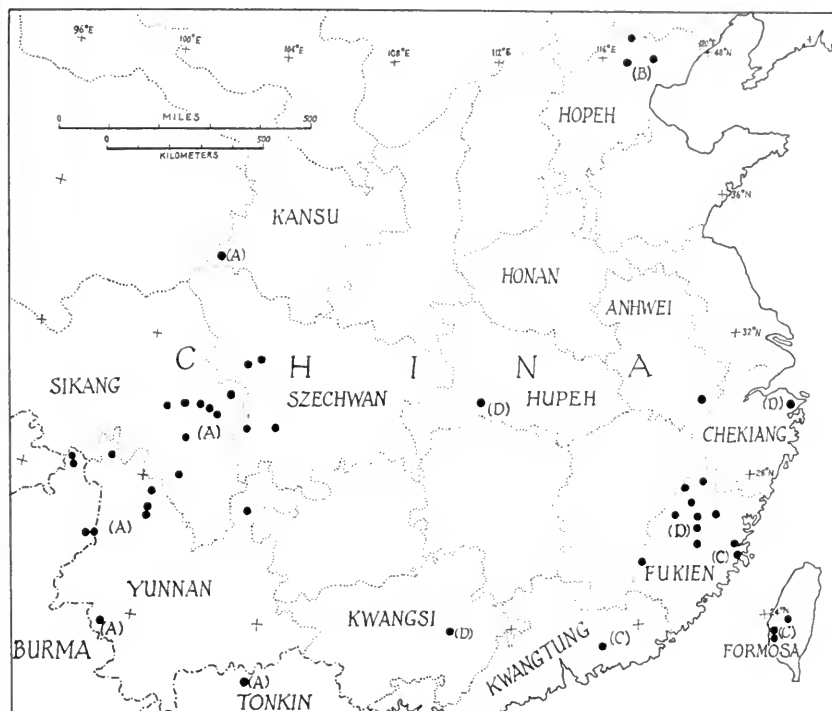 96°E
100°E
104°E
108°E
112°E
116°E
120°E
40°N
(B)
0 MILES 500
0 KILOMETERS 500
HOPEH
36°N
KANSU
(A)
HONAN
ANHWEI
32°N
C H I N A
SIKANG
SZECHWAN
(D) HUPEH
(D)
(A)
CHEKIANG
28°N
(A)
(D)
(C)
FUKIEN
YUNNAN
24°N
KWANGSI
(A)
(D)
(C)
(C)
BURMA
KWANGTUNG
FORMOSA
(A)
TONKIN